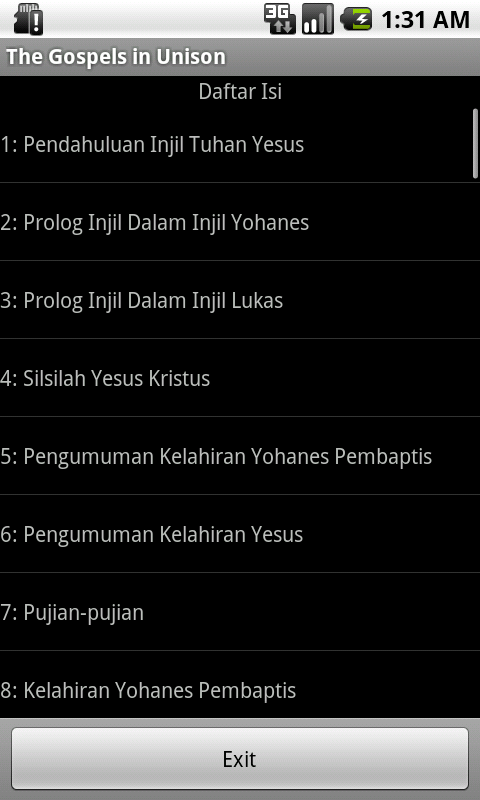 3G 1:31 AM
The Gospels in Unison
Daftar Isi
1: Pendahuluan Injil Tuhan Yesus
2: Prolog Injil Dalam Injil Yohanes
3: Prolog Injil Dalam Injil Lukas
4: Silsilah Yesus Kristus
5: Pengumuman Kelahiran Yohanes Pembaptis
6: Pengumuman Kelahiran Yesus
7: Pujian-pujian
8: Kelahiran Yohanes Pembaptis
Exit